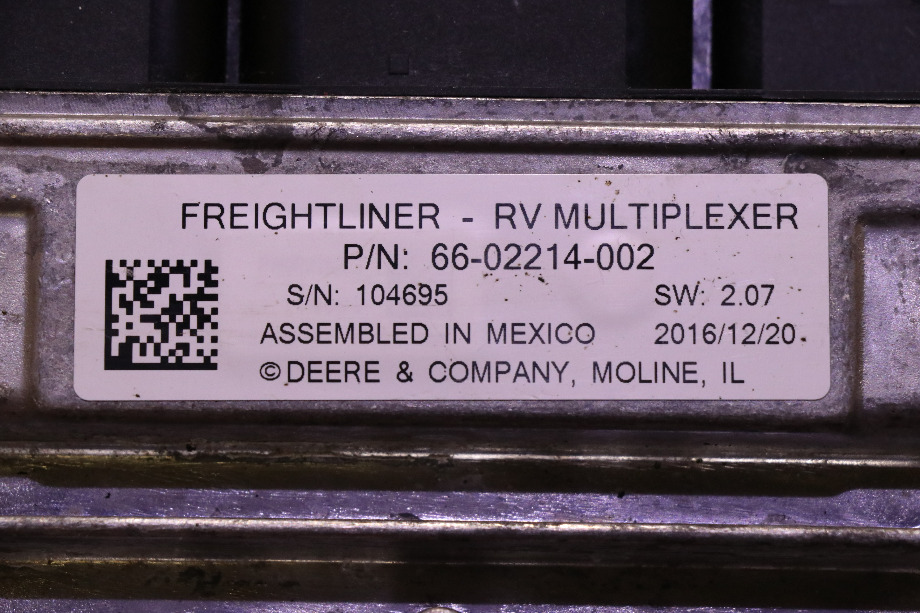 FREIGHTLINER - RV MULTIPLEXER
P/N: 66-02214-002
S/N: 104695 SW: 2.07
ASSEMBLED IN MEXICO 2016/12/20
© DEERE & COMPANY, MOLINE, IL